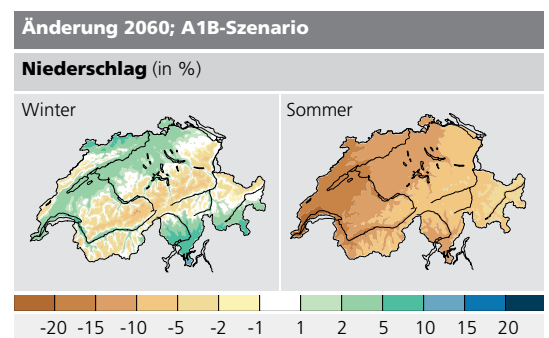 Änderung 2060; A1B-Szenario
Niederschlag (in %)
Winter
Sommer
-20 -15 -10 -5 -2 -1 1 2 5 10 15 20